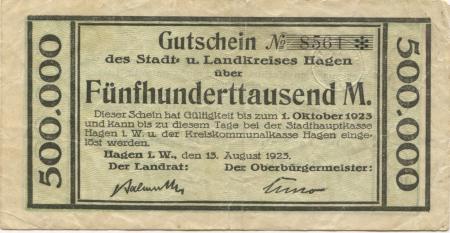 500.000
Gutschein № 8561 ✻
des Stadt- u. Landkreises Hagen
über
Fünfhunderttausend M.
Dieser Schein hat Gültigkeit bis zum 1. Oktober 1923
und kann bis zu diesem Tage bei der Stadthauptkasse
Hagen i. W. u. der Kreiskommunalkasse Hagen einge-
löst werden.
Hagen i. W., den 15. August 1923.
Der Landrat: Der Oberbürgermeister:
500.000